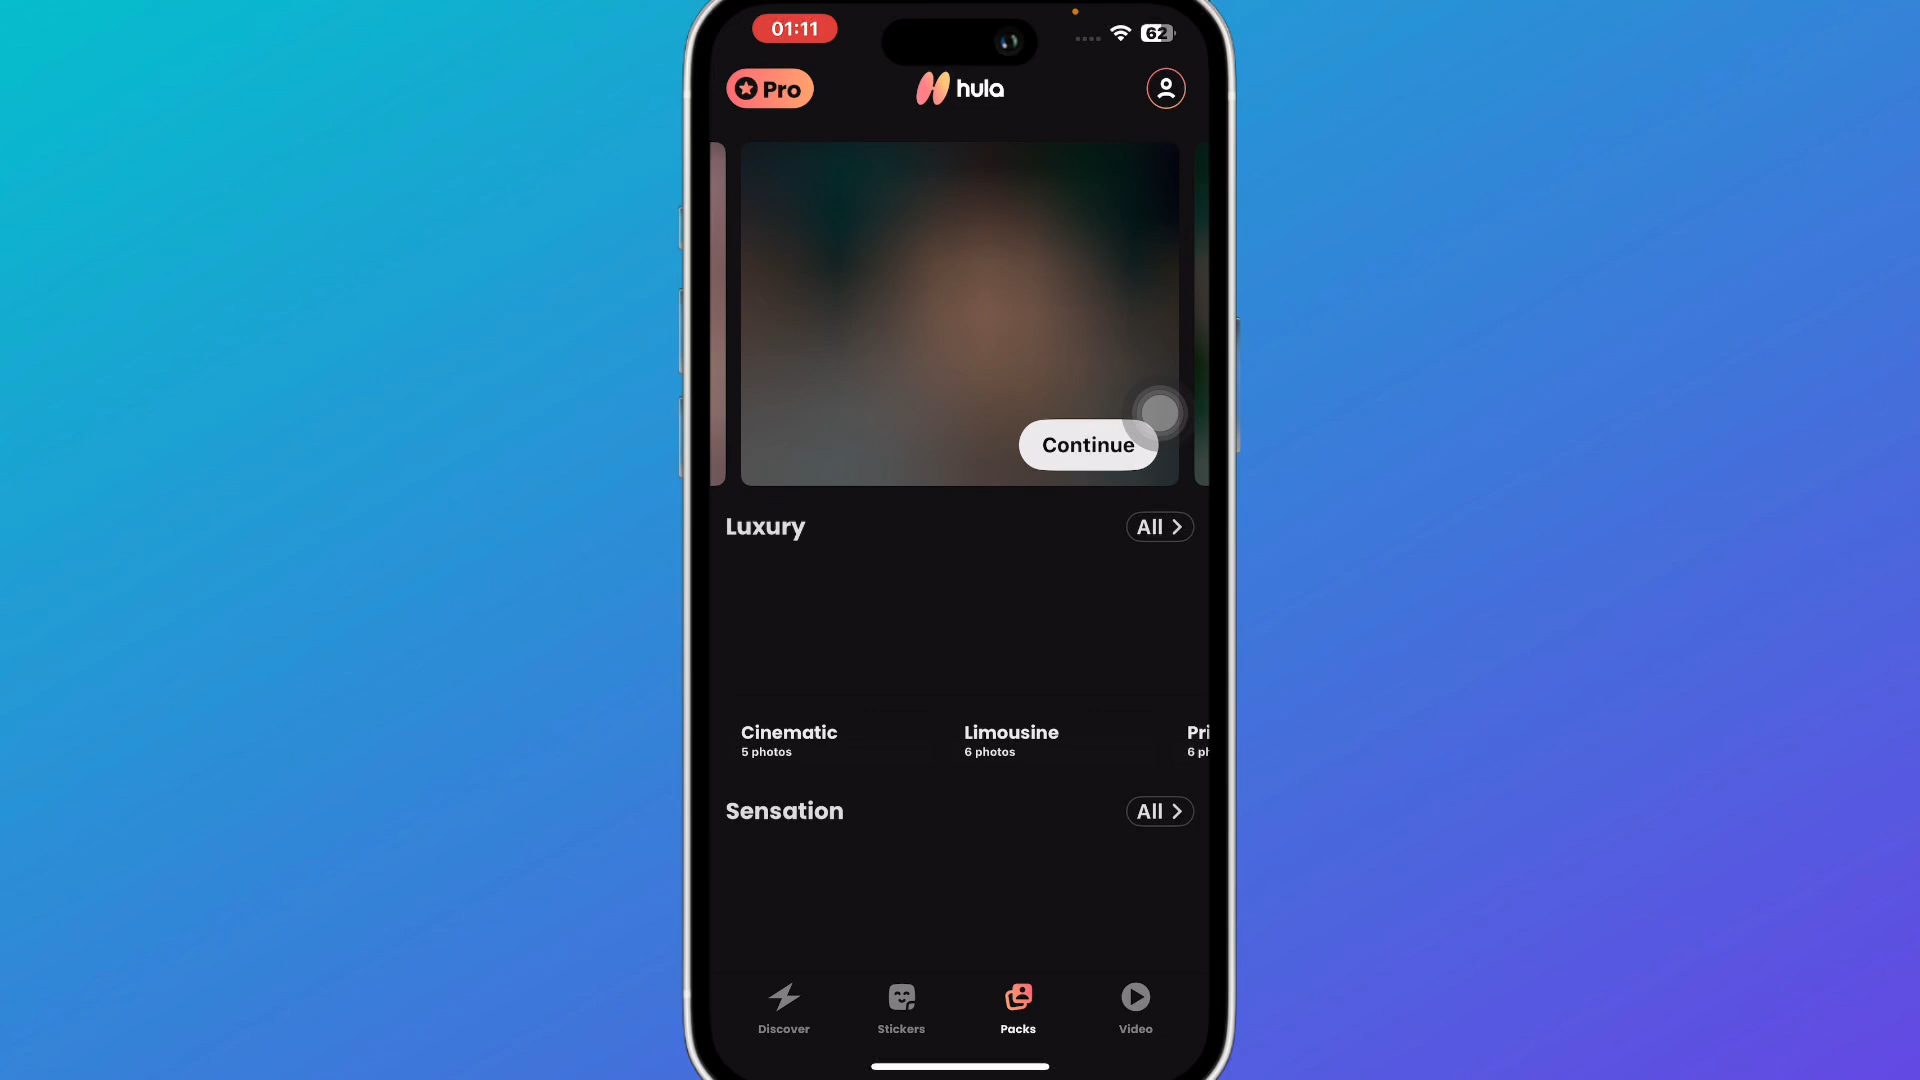 01:11
62
Pro
hula
Continue
Luxury
All
Cinematic
Limousine
Pri
5 photos
6 photos
6 ph
Sensation
All
Discover
Stickers
Packs
Video